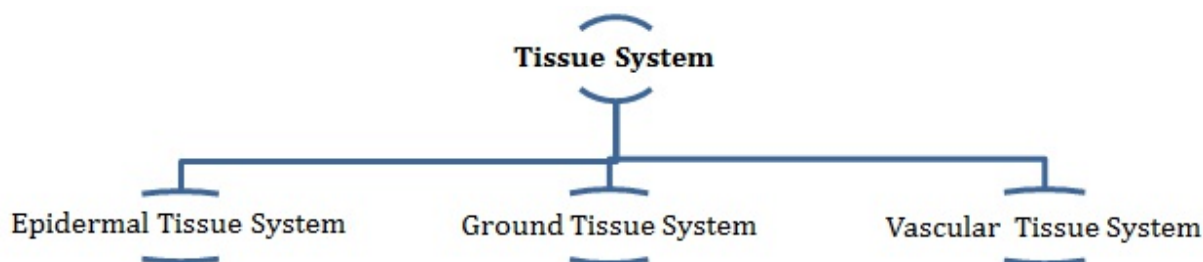 Tissue System
Epidermal Tissue System
Ground Tissue System
Vascular Tissue System